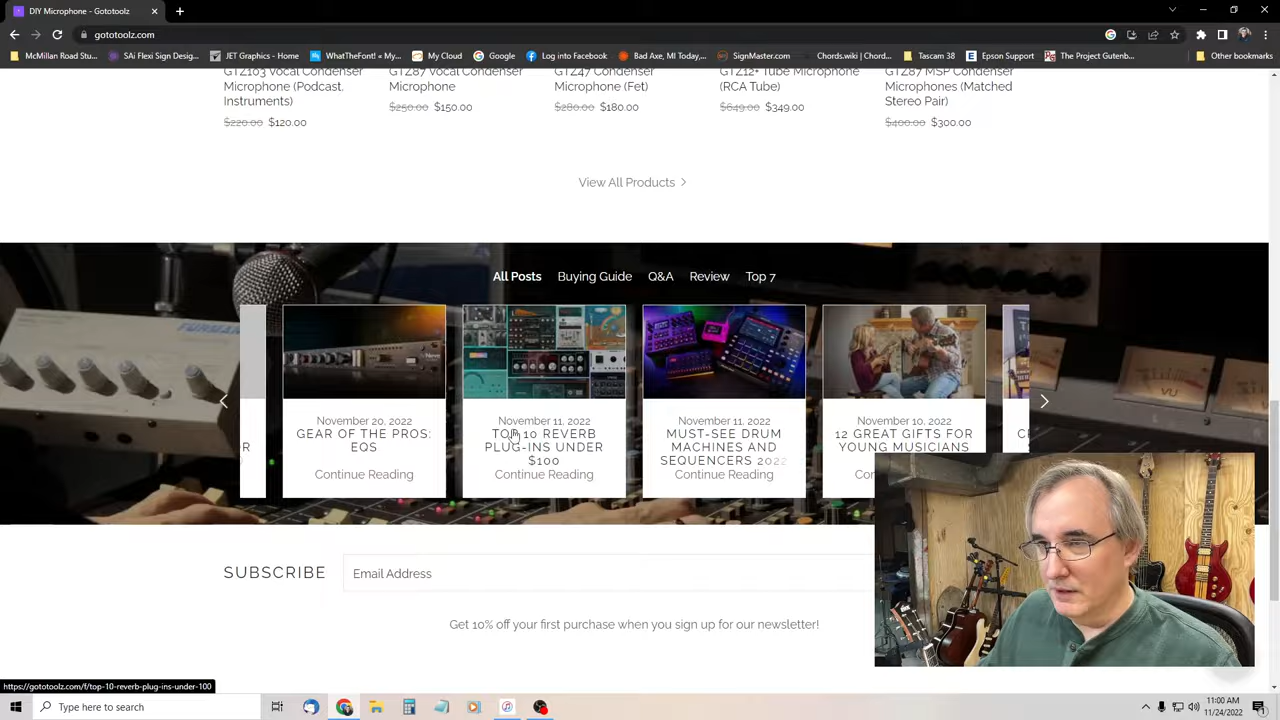 DIY Microphone - Gototoolz
gototoolz.com
McMillan Road Stu...
SAi Flexi Sign Design...
JET Graphics - Home
WhatTheFont! « My...
My Cloud
Google
Log into Facebook
Bad Axe, MI Today,...
SignMaster.com
Chords.wiki | Chord...
Tascam 38
Epson Support
The Project Gutenb...
Other bookmarks
GTZ103 Vocal Condenser
Microphone (Podcast.
Instruments)
$220.00 $120.00
GTZ87 Vocal Condenser
Microphone
$250.00 $150.00
GTZ47 Condenser
Microphone (Fet)
$280.00 $180.00
GTZ12+ Tube Microphone
(RCA Tube)
$649.00 $349.00
GTZ87 MSP Condenser
Microphones (Matched
Stereo Pair)
$400.00 $300.00
View All Products
All Posts Buying Guide Q&A Review Top 7
FURMAN
Neve
VU
R
November 20, 2022
GEAR OF THE PROS:
EQS
Continue Reading
November 11, 2022
TOP 10 REVERB
PLUG-INS UNDER
$100
Continue Reading
November 11, 2022
MUST-SEE DRUM
MACHINES AND
SEQUENCERS 2022
Continue Reading
November 10, 2022
12 GREAT GIFTS FOR
YOUNG MUSICIANS
SUBSCRIBE
Email Address
Get 10% off your first purchase when you sign up for our newsletter!
https://gototoolz.com/f/top-10-reverb-plug-ins-under-100
Type here to search
11:00 AM
11/24/2022